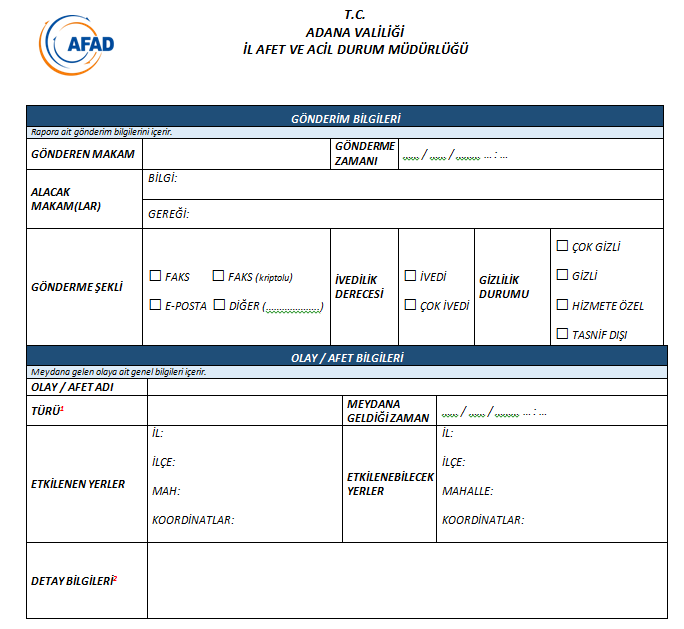 AFAD
T.C.
ADANA VALİLİĞİ
İL AFET VE ACİL DURUM MÜDÜRLÜĞÜ
GÖNDERİM BİLGİLERİ
Rapora ait gönderim bilgilerini içerir.
GÖNDEREN MAKAM
GÖNDERME
ZAMANI
...... / ...... / ......... ... : ...
ALACAK
MAKAM(LAR)
BİLGİ:
GEREĞİ:
GÖNDERME ŞEKLİ
☐ FAKS ☐ FAKS (kriptolu)
☐ E-POSTA ☐ DİĞER (.....................)
İVEDİLİK
DERECESİ
☐ İVEDİ
☐ ÇOK İVEDİ
GİZLİLİK
DURUMU
☐ ÇOK GİZLİ
☐ GİZLİ
☐ HİZMETE ÖZEL
☐ TASNİF DIŞI
OLAY / AFET BİLGİLERİ
Meydana gelen olaya ait genel bilgileri içerir.
OLAY / AFET ADI
TÜRÜ1
MEYDANA
GELDİĞİ ZAMAN
...... / ...... / ......... ... : ...
ETKİLENEN YERLER
İL:
İLÇE:
MAH:
KOORDİNATLAR:
ETKİLENEBİLECEK
YERLER
İL:
İLÇE:
MAHALLE:
KOORDİNATLAR:
DETAY BİLGİLERİ2